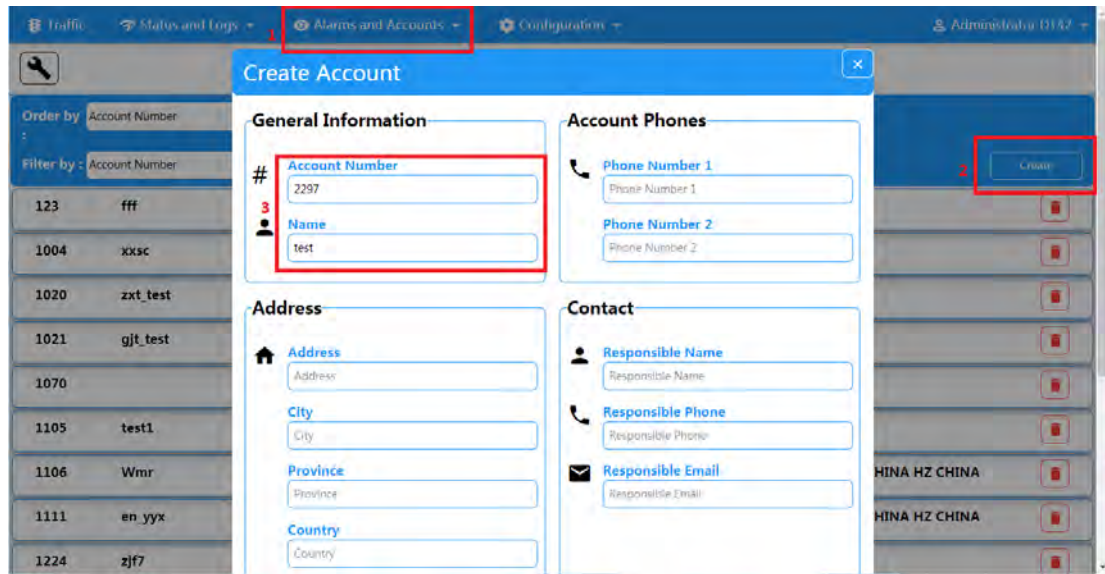 Traffic Status and Logs 1 Alarms and Accounts Configuration Administrator DI42
Create Account ×
Order by : Account Number
Filter by : Account Number
2 Create
General Information
# Account Number
2297
3
Name
test
Account Phones
Phone Number 1
Phone Number 1
Phone Number 2
Phone Number 2
Address
Address
Address
City
City
Province
Province
Country
Country
Contact
Responsible Name
Responsible Name
Responsible Phone
Responsible Phone
Responsible Email
Responsible Email
123 fff
1004 xxsc
1020 zxt_test
1021 gjt_test
1070
1105 test1
1106 Wmr HINA HZ CHINA
1111 en_yyx HINA HZ CHINA
1224 zjf7